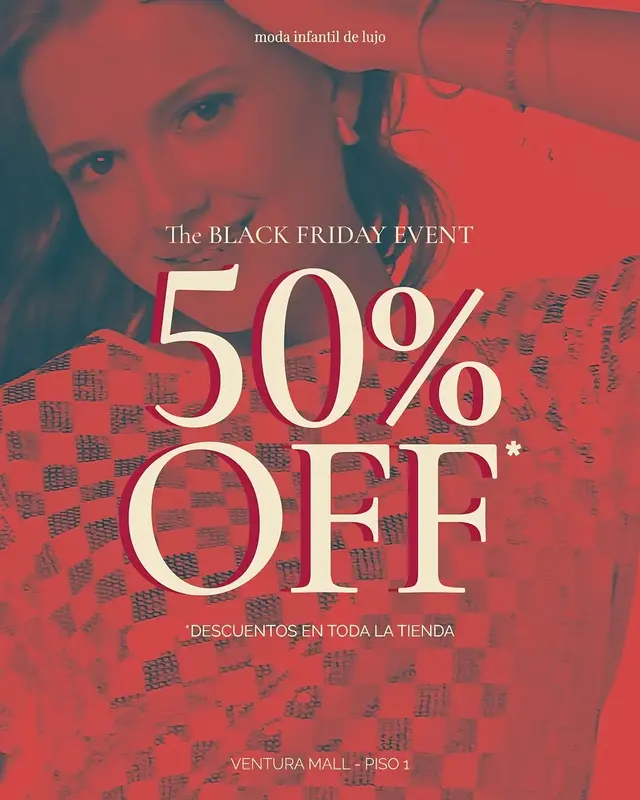 moda infantil de lujo
The BLACK FRIDAY EVENT
50%
OFF*
*DESCUENTOS EN TODA LA TIENDA
VENTURA MALL - PISO 1